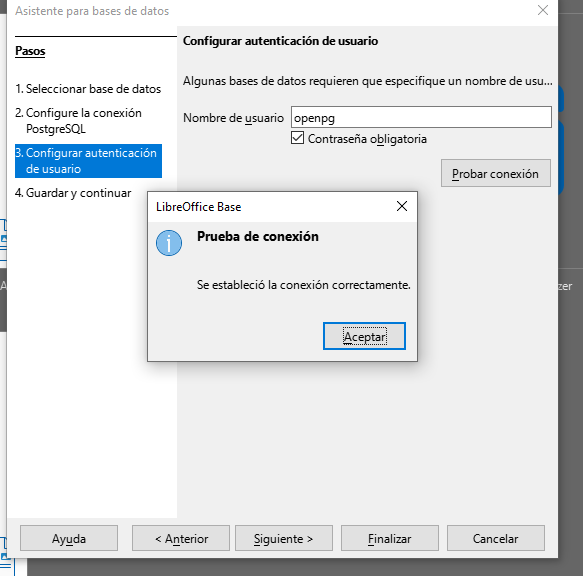 Asistente para bases de datos
Pasos
1. Seleccionar base de datos
2. Configure la conexión
PostgreSQL
3. Configurar autenticación
de usuario
4. Guardar y continuar
Configurar autenticación de usuario
Algunas bases de datos requieren que especifique un nombre de usu...
Nombre de usuario openpg
Contraseña obligatoria
Probar conexión
LibreOffice Base
Prueba de conexión
Se estableció la conexión correctamente.
Aceptar
A
zer
Ayuda
< Anterior
Siguiente >
Finalizar
Cancelar